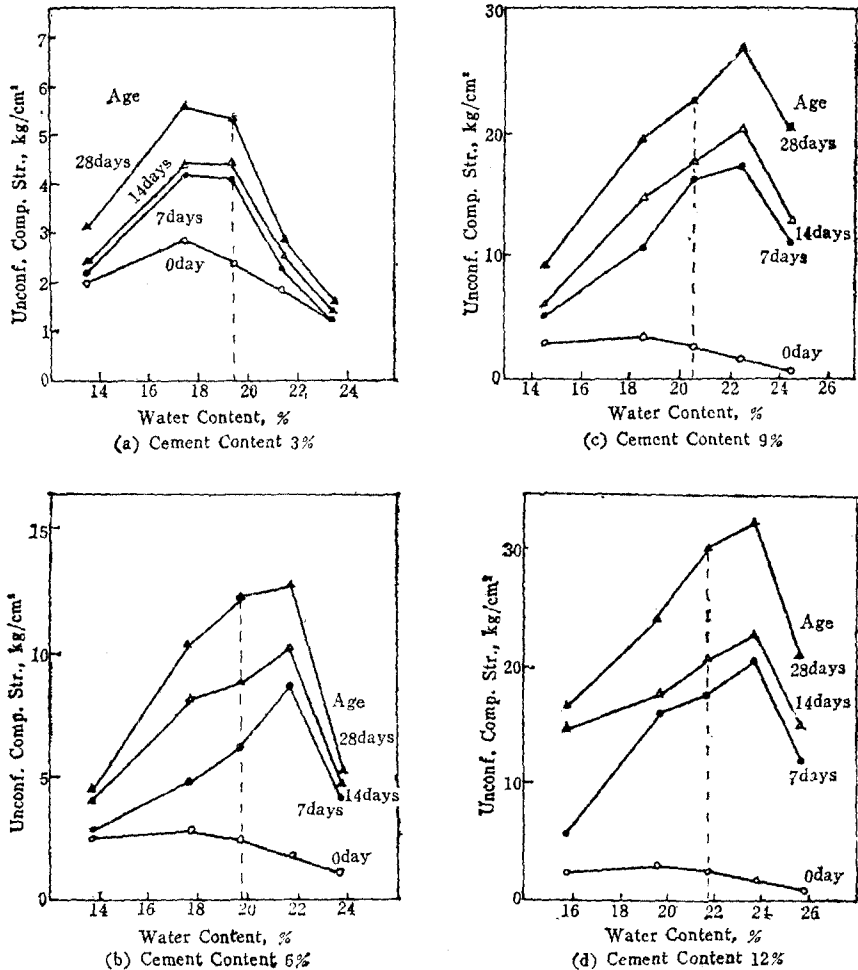 Unconf. Comp. Str., kg/cm²
7
6
5
4
3
2
1
0
Age
28days
14days
7days
0day
14 16 18 20 22 24
Water Content, %
(a) Cement Content 3%
Unconf. Comp. Str., kg/cm²
30
20
10
0
Age
28days
14days
7days
0day
14 16 18 20 22 24 26
Water Content, %
(c) Cement Content 9%
Unconf. Comp. Str., kg/cm²
15
10
5
0
Age
28days
14days
7days
0day
14 16 18 20 22 24
Water Content, %
(b) Cement Content 6%
Unconf. Comp. Str., kg/cm²
30
20
10
0
Age
28days
14days
7days
0day
16 18 20 22 24 26
Water Content, %
(d) Cement Content 12%